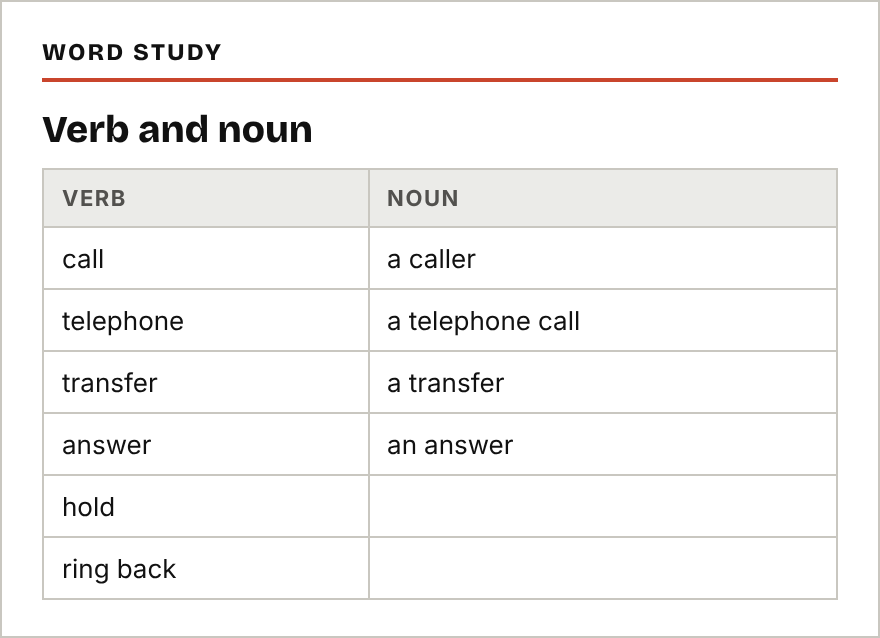 WORD STUDY
Verb and noun
VERB NOUN
call a caller
telephone a telephone call
transfer a transfer
answer an answer
hold
ring back